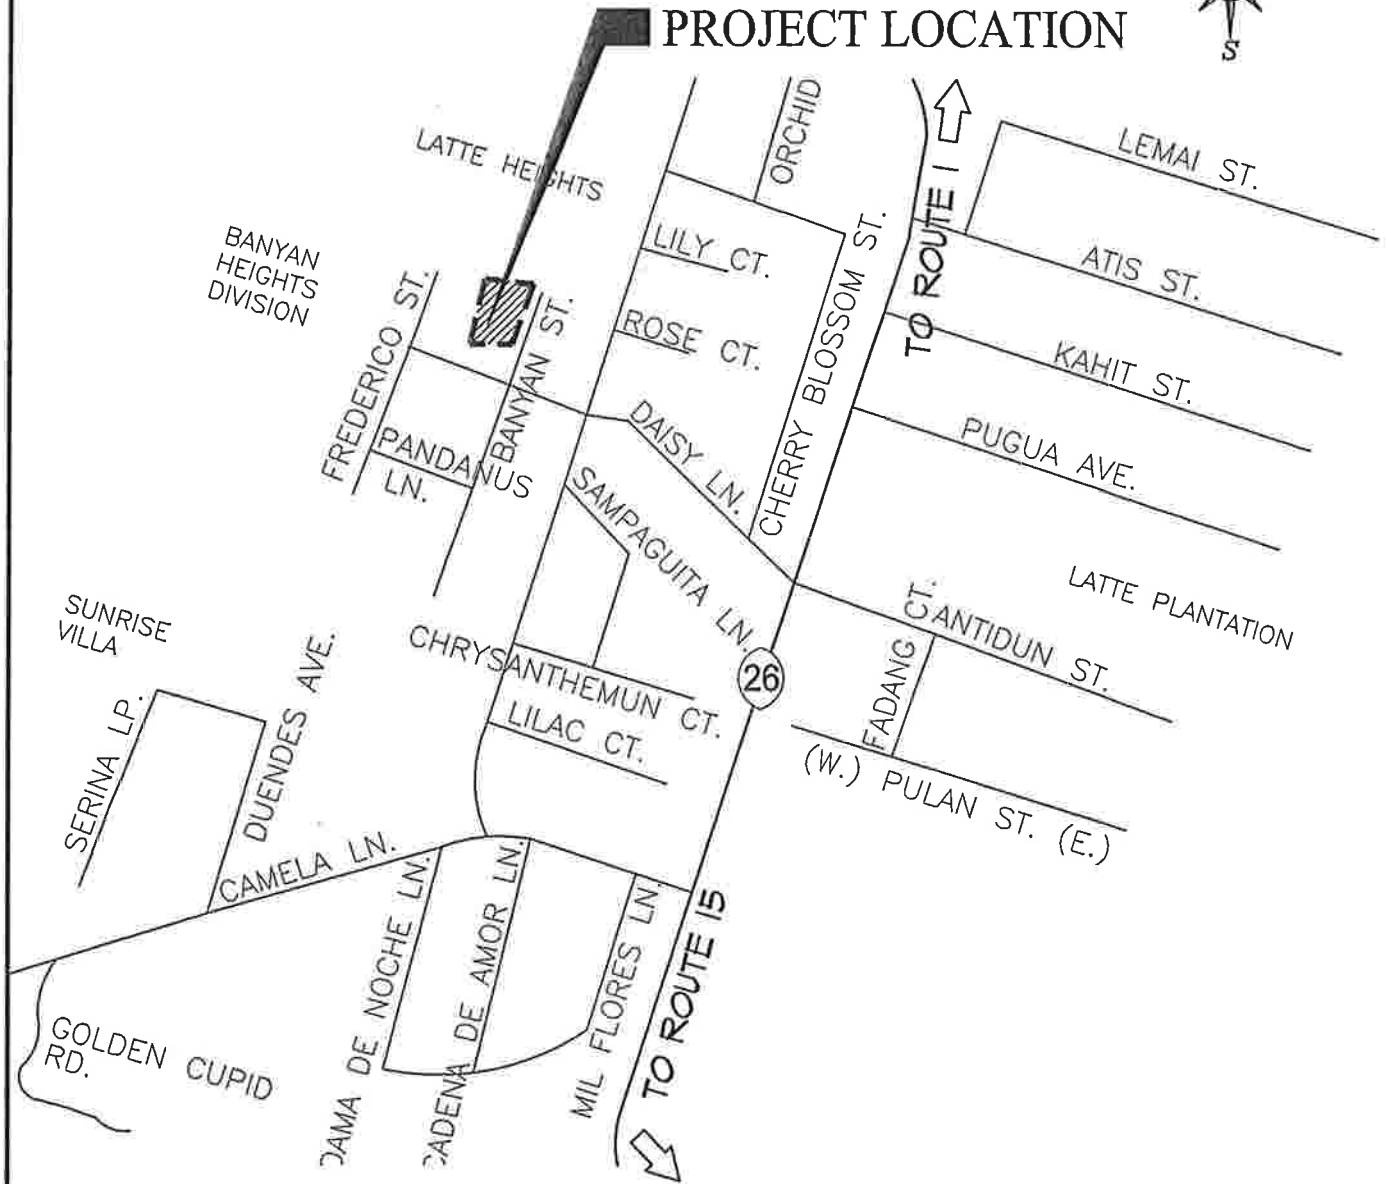 PROJECT LOCATION
S
ORCHID
LATTE HEIGHTS
LEMAI ST.
TO ROUTE 1
BANYAN
HEIGHTS
DIVISION
LILY CT.
ATIS ST.
FREDERICO ST.
BANYAN ST.
ROSE CT.
CHERRY BLOSSOM ST.
KAHIT ST.
PANDANUS
LN.
DAISY LN.
PUGUA AVE.
SAMPAGUITA LN.
LATTE PLANTATION
SUNRISE
VILLA
CHRYSANTHEMUN CT.
26
FADANG CT.
ANTIDUN ST.
LILAC CT.
SERINA LP.
DUENDES AVE.
(W.) PULAN ST. (E.)
CAMELA LN.
DAMA DE NOCHE LN.
CADENA DE AMOR LN.
MIL FLORES LN.
TO ROUTE 15
GOLDEN CUPID
RD.